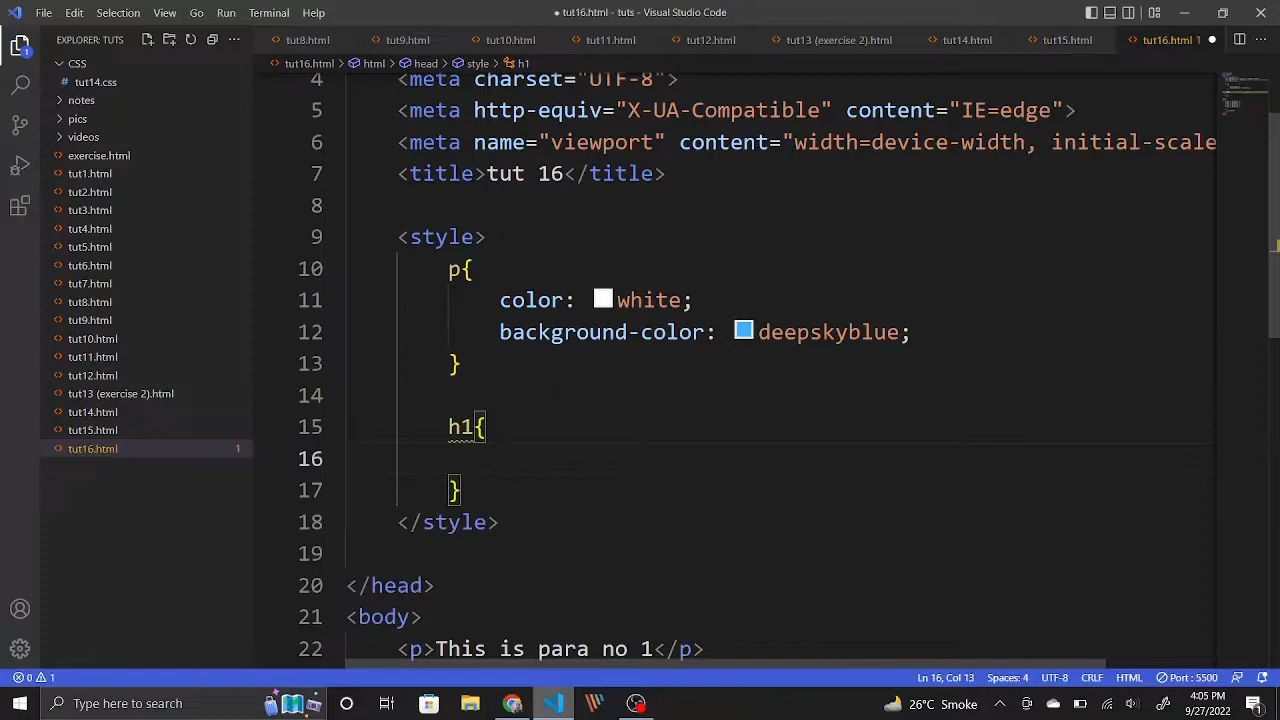 File Edit Selection View Go Run Terminal Help
tut16.html - tuts - Visual Studio Code
EXPLORER: TUTS
tut8.html tut9.html tut10.html tut11.html tut12.html tut13 (exercise 2).html tut14.html tut15.html tut16.html 1
1
CSS
tut14.css
notes
pics
videos
exercise.html
tut1.html
tut2.html
tut3.html
tut4.html
tut5.html
tut6.html
tut7.html
tut8.html
tut9.html
tut10.html
tut11.html
tut12.html
tut13 (exercise 2).html
tut14.html
tut15.html
tut16.html 1
tut16.html > html > head > style > h1
4 <meta charset="UTF-8">
5 <meta http-equiv="X-UA-Compatible" content="IE=edge">
6 <meta name="viewport" content="width=device-width, initial-scale
7 <title>tut 16</title>
8
9 <style>
10 p{
11 color: white;
12 background-color: deepskyblue;
13 }
14
15 h1{
16
17 }
18 </style>
19
20 </head>
21 <body>
22 <p>This is para no 1</p>
0 1
Ln 16, Col 13 Spaces: 4 UTF-8 CRLF HTML Port : 5500
Type here to search
26°C Smoke
4:05 PM
9/27/2022